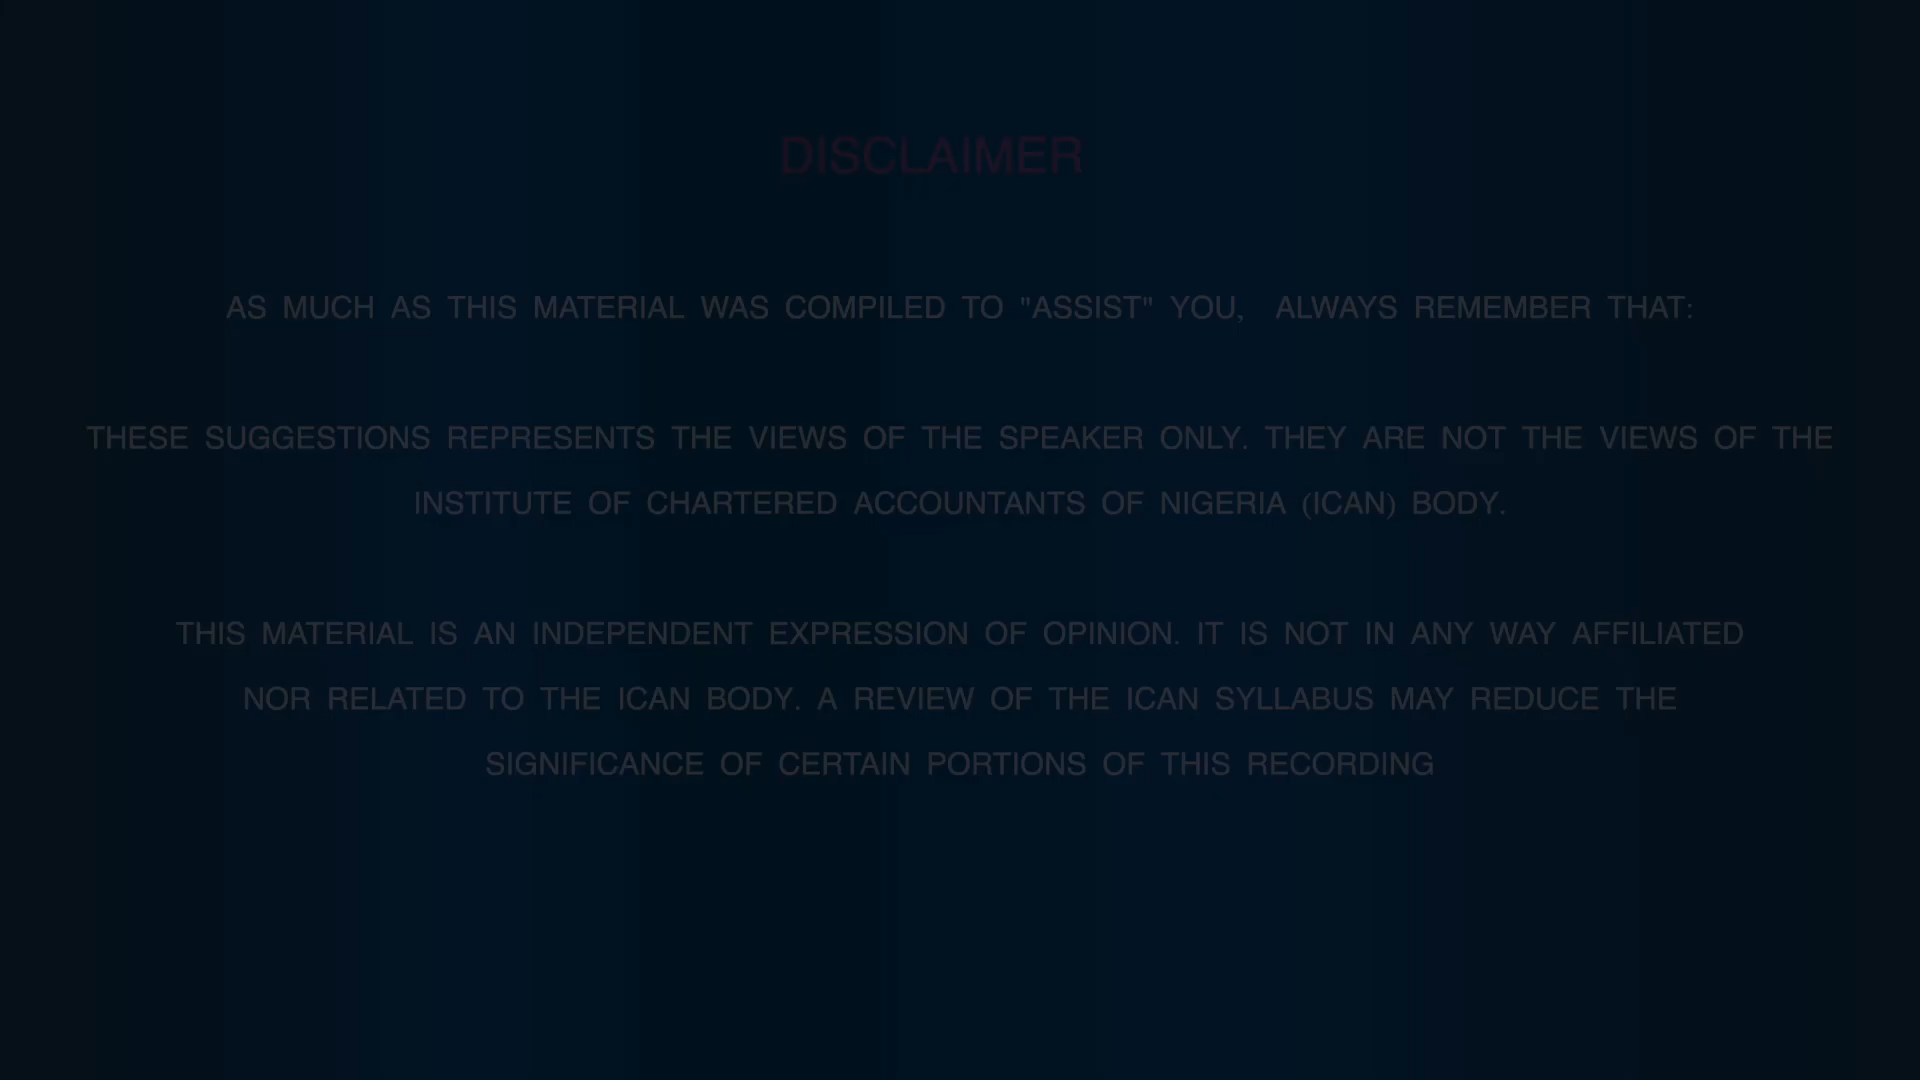 DISCLAIMER
AS MUCH AS THIS MATERIAL WAS COMPILED TO "ASSIST" YOU, ALWAYS REMEMBER THAT:
THESE SUGGESTIONS REPRESENTS THE VIEWS OF THE SPEAKER ONLY. THEY ARE NOT THE VIEWS OF THE
INSTITUTE OF CHARTERED ACCOUNTANTS OF NIGERIA (ICAN) BODY.
THIS MATERIAL IS AN INDEPENDENT EXPRESSION OF OPINION. IT IS NOT IN ANY WAY AFFILIATED
NOR RELATED TO THE ICAN BODY. A REVIEW OF THE ICAN SYLLABUS MAY REDUCE THE
SIGNIFICANCE OF CERTAIN PORTIONS OF THIS RECORDING